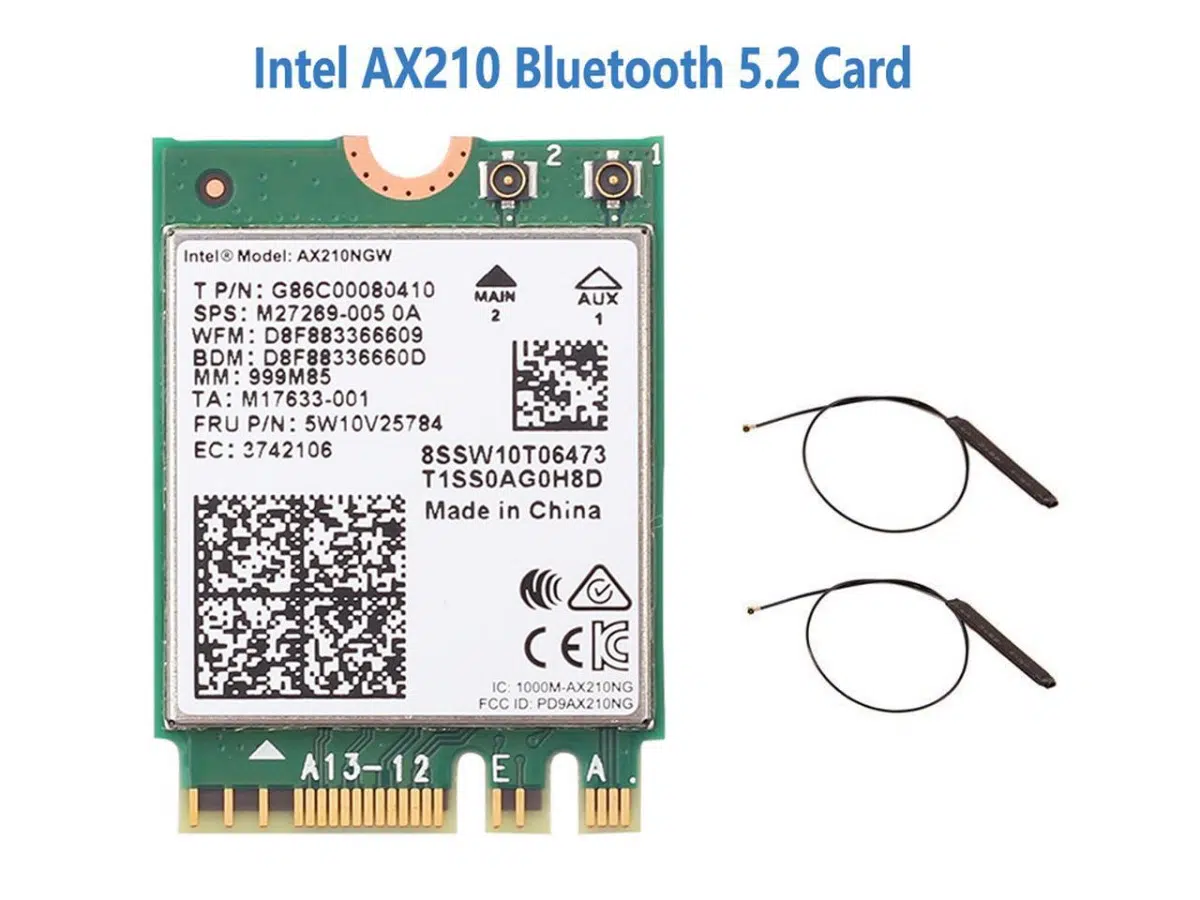 Intel AX210 Bluetooth 5.2 Card
2
1
Intel® Model: AX210NGW
T P/N: G86C00080410
SPS: M27269-005 0A
WFM: D8F883366609
BDM: D8F88336660D
MM: 999M85
TA: M17633-001
FRU P/N: 5W10V25784
EC: 3742106
MAIN
2
AUX
1
8SSW10T06473
T1SS0AG0H8D
Made in China
CE
IC: 1000M-AX210NG
FCC ID: PD9AX210NG
A13-12
E
A